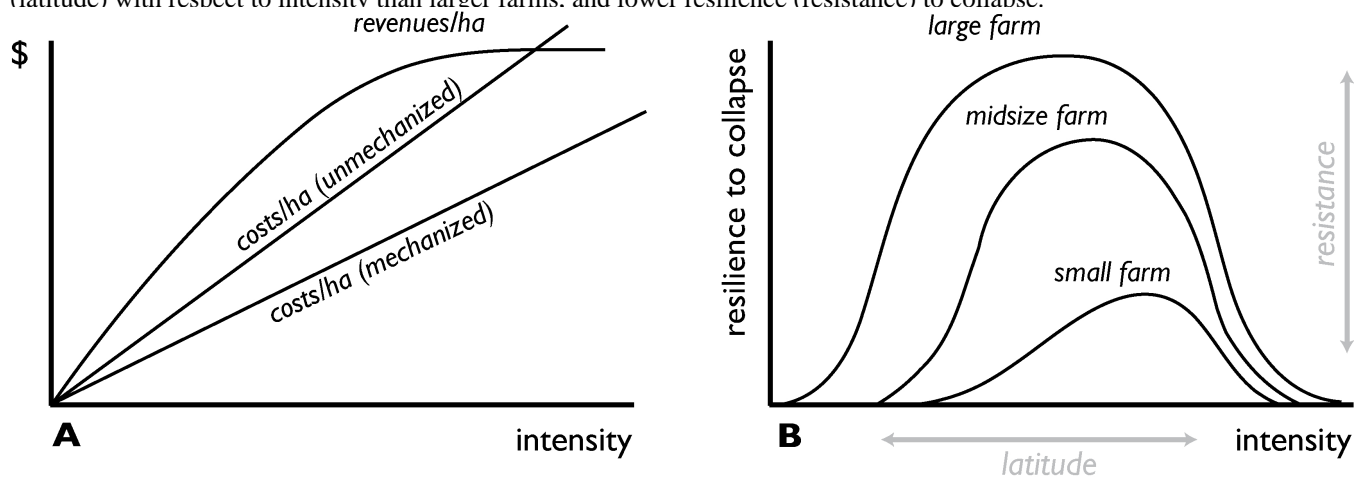 (latitude) with respect to intensity than larger farms, and lower resilience (resistance) to collapse.
$
revenues/ha
costs/ha (unmechanized)
costs/ha (mechanized)
A
intensity
resilience to collapse
large farm
midsize farm
small farm
resistance
B
intensity
latitude